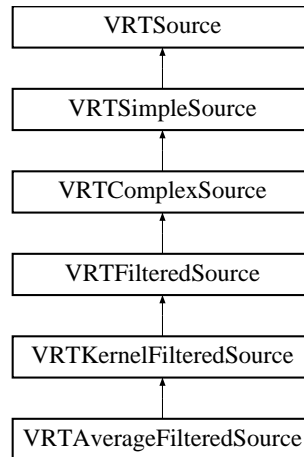 VRTSource
VRTSimpleSource
VRTComplexSource
VRTFilteredSource
VRTKernelFilteredSource
VRTAverageFilteredSource